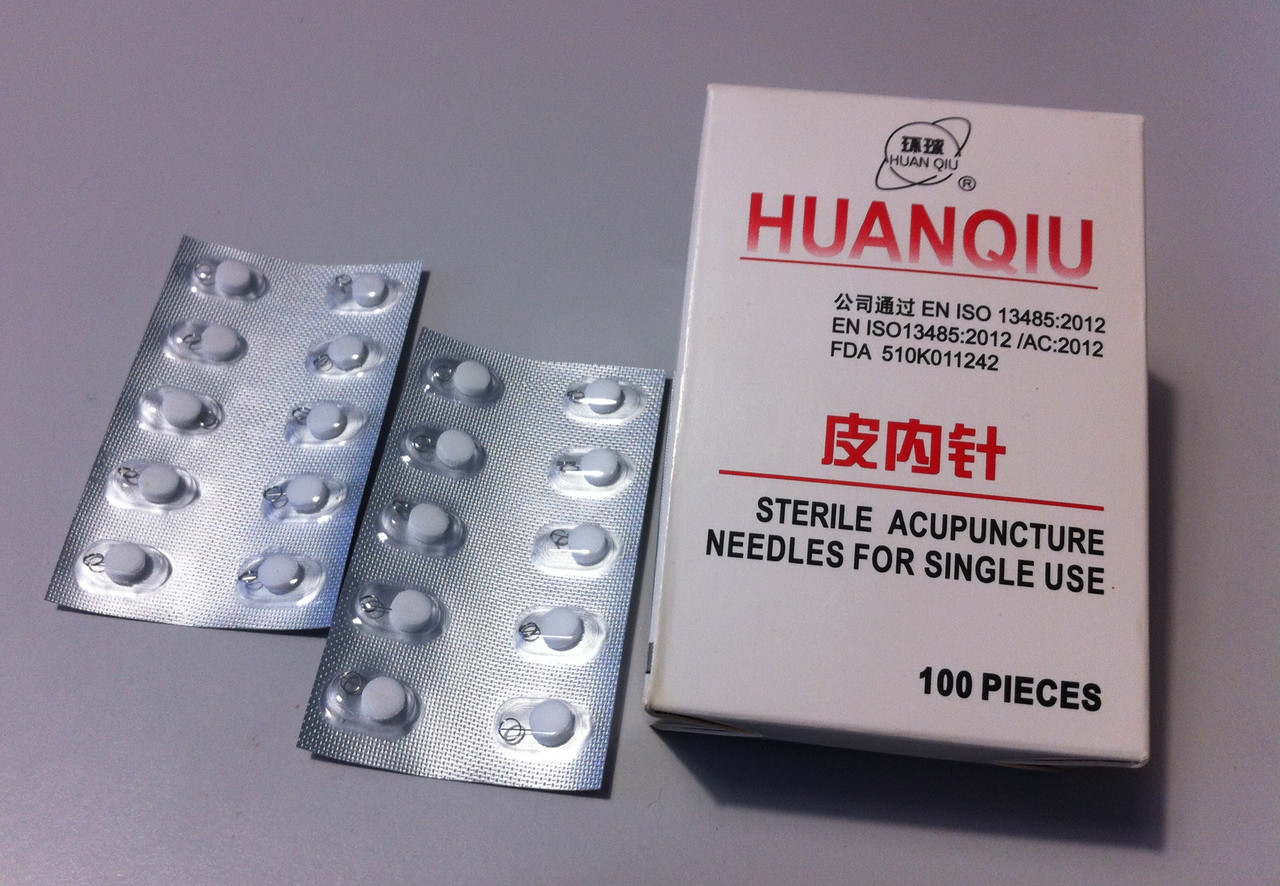 环球
HUAN QIU
®
HUANQIU
公司通过 EN ISO 13485:2012
EN ISO13485:2012 /AC:2012
FDA 510K011242
皮内针
STERILE ACUPUNCTURE
NEEDLES FOR SINGLE USE
100 PIECES